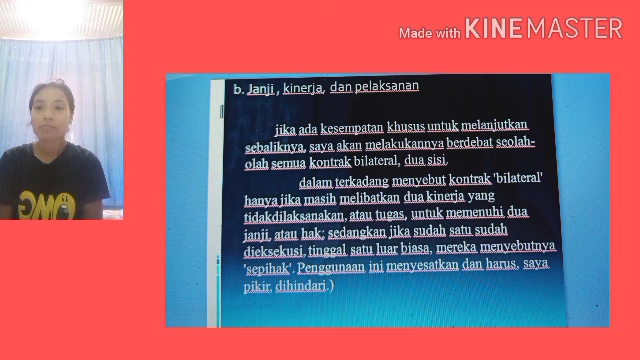 Made with KINEMASTER
b. Janji , kinerja, dan pelaksanan
jika ada kesempatan khusus untuk melanjutkan
sebaliknya, saya akan melakukannya berdebat seolah-
olah semua kontrak bilateral, dua sisi.
dalam terkadang menyebut kontrak 'bilateral'
hanya jika masih melibatkan dua kinerja yang
tidakdilaksanakan, atau tugas, untuk memenuhi dua
janji, atau hak; sedangkan jika sudah satu sudah
dieksekusi, tinggal satu luar biasa, mereka menyebutnya
'sepihak'. Penggunaan ini menyesatkan dan harus, saya
pikir, dihindari.)
OMG